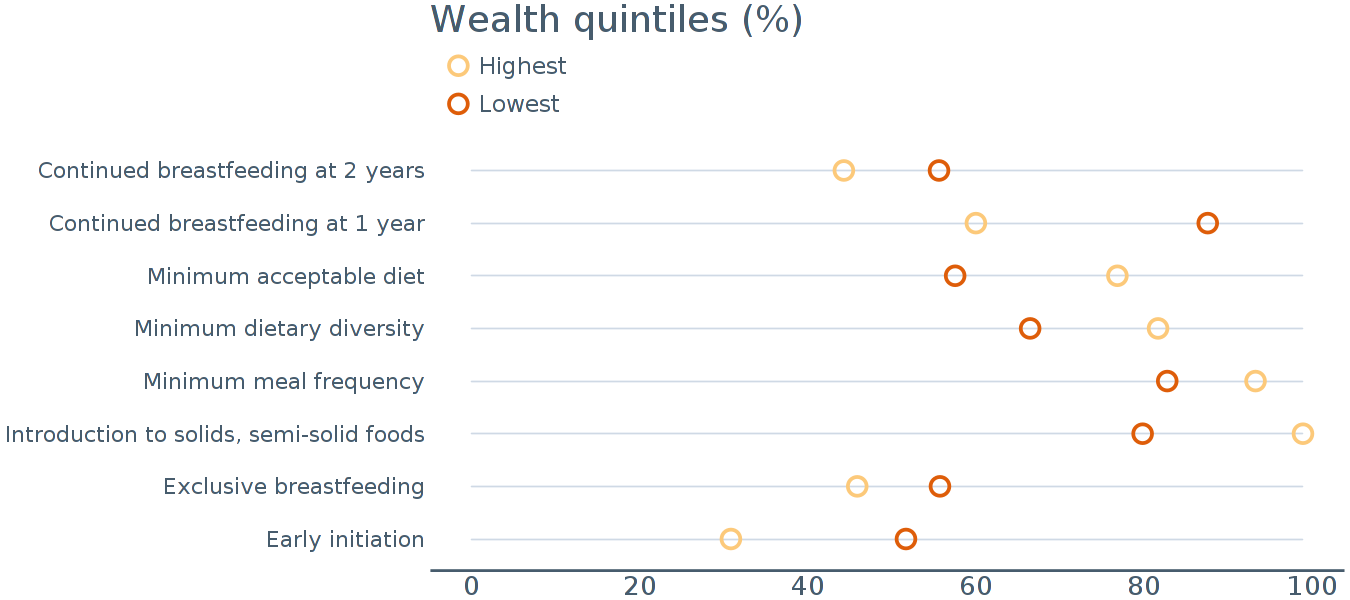 Wealth quintiles (%)
Highest
Lowest
Continued breastfeeding at 2 years
Continued breastfeeding at 1 year
Minimum acceptable diet
Minimum dietary diversity
Minimum meal frequency
Introduction to solids, semi-solid foods
Exclusive breastfeeding
Early initiation
0 20 40 60 80 100